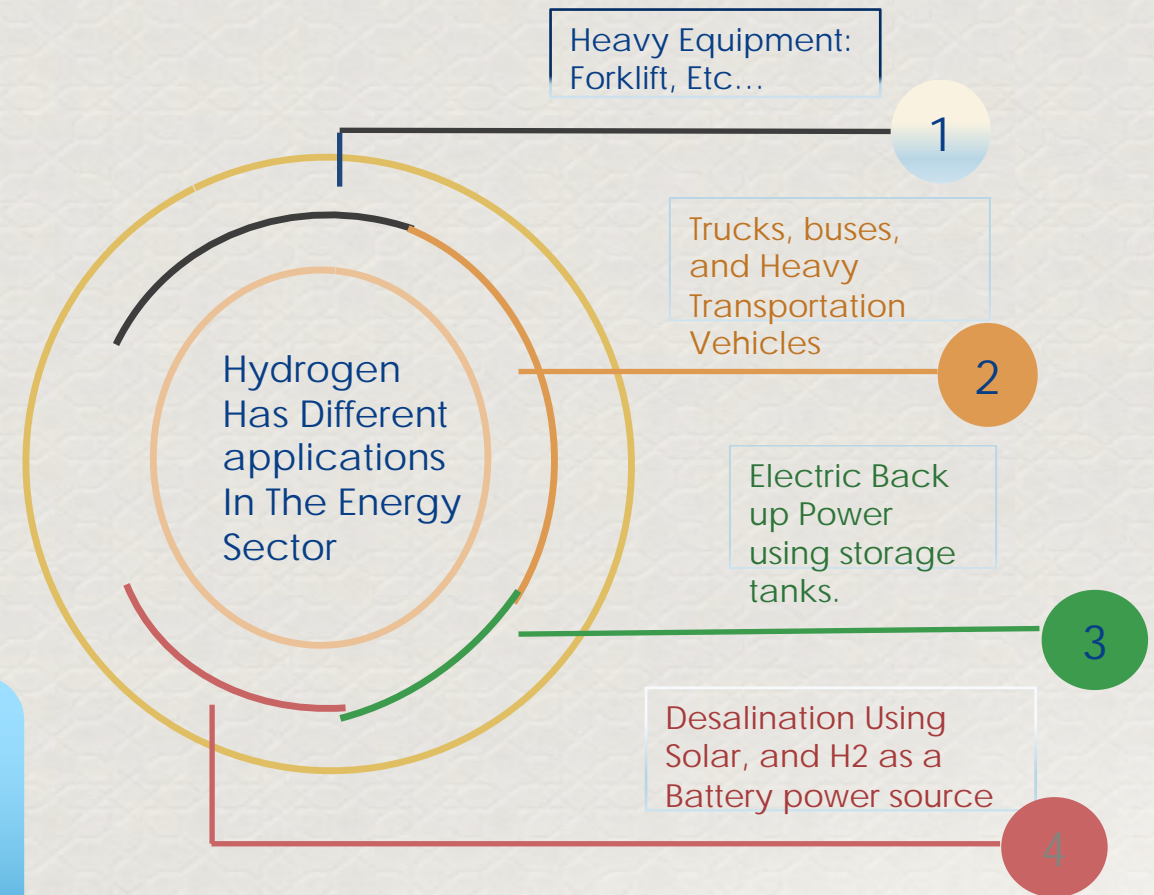 Heavy Equipment:
Forklift, Etc…
1
Trucks, buses,
and Heavy
Transportation
Vehicles
2
Hydrogen
Has Different
applications
In The Energy
Sector
Electric Back
up Power
using storage
tanks.
3
Desalination Using
Solar, and H2 as a
Battery power source
4